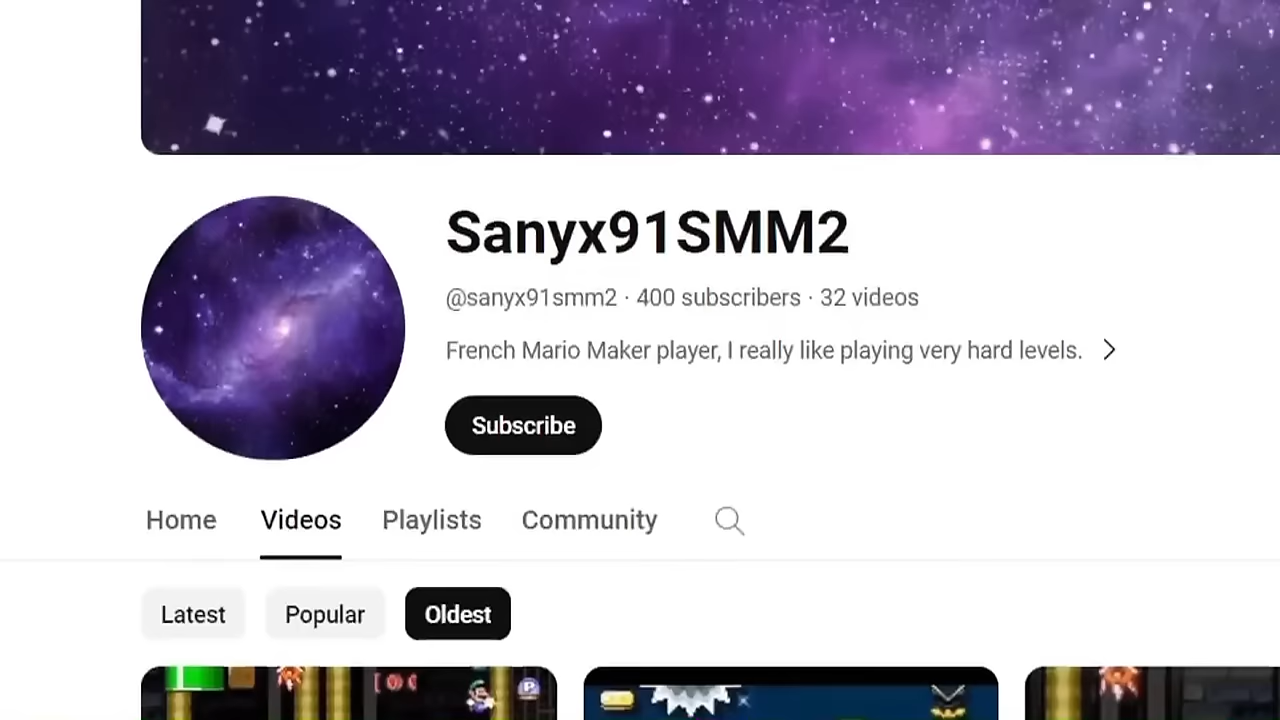 Sanyx91SMM2
@sanyx91smm2 · 400 subscribers · 32 videos
French Mario Maker player, I really like playing very hard levels.
Subscribe
Home Videos Playlists Community
Latest Popular Oldest
P